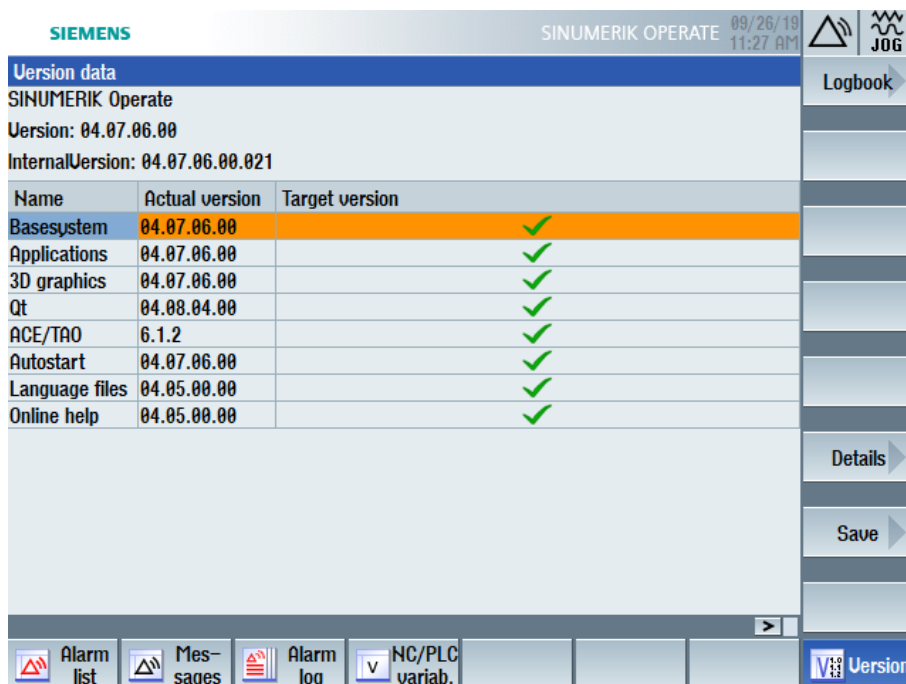 SIEMENS
SINUMERIK OPERATE
09/26/19
11:27 AM
JOG
Version data
Logbook
SINUMERIK Operate
Version: 04.07.06.00
InternalVersion: 04.07.06.00.021
Name Actual version Target version
Basesystem 04.07.06.00
Applications 04.07.06.00
3D graphics 04.07.06.00
Qt 04.08.04.00
ACE/TAO 6.1.2
Autostart 04.07.06.00
Language files 04.05.00.00
Online help 04.05.00.00
Details
Save
>
Alarm list
Mes-
sages
Alarm log
V NC/PLC variab.
Version